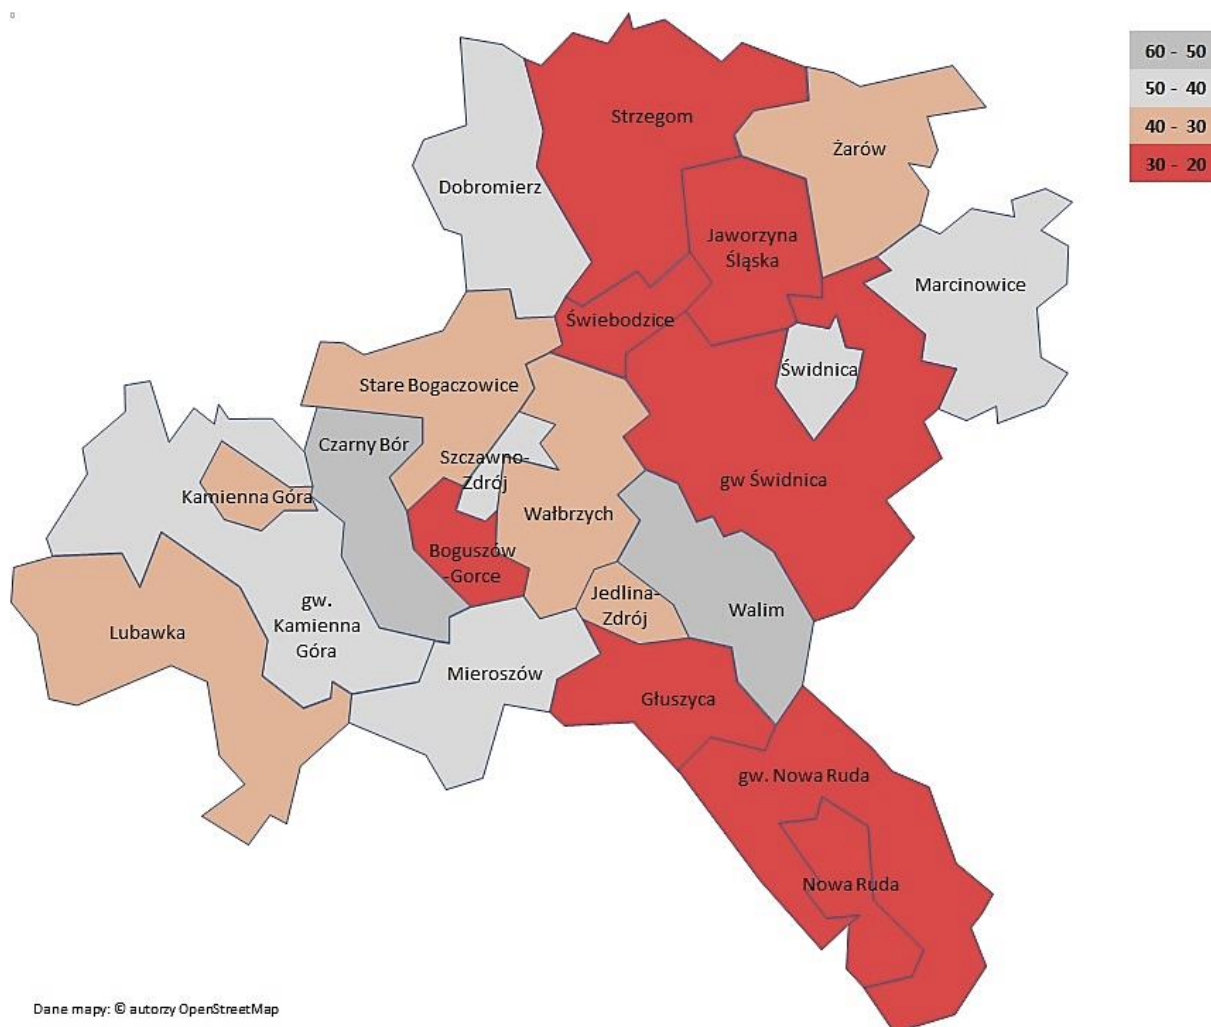 60 - 50
50 - 40
40 - 30
30 - 20
Strzegom
Żarów
Dobromierz
Jaworzyna
Śląska
Marcinowice
Świebodzice
Świdnica
Stare Bogaczowice
Czarny Bór
Szczawno-
Zdrój
gw Świdnica
Kamienna Góra
Wałbrzych
Boguszów
-Gorce
Jedlina-
Zdrój
Walim
gw.
Kamienna
Góra
Lubawka
Mieroszów
Głuszyca
gw. Nowa Ruda
Nowa Ruda
Dane mapy: © autorzy OpenStreetMap